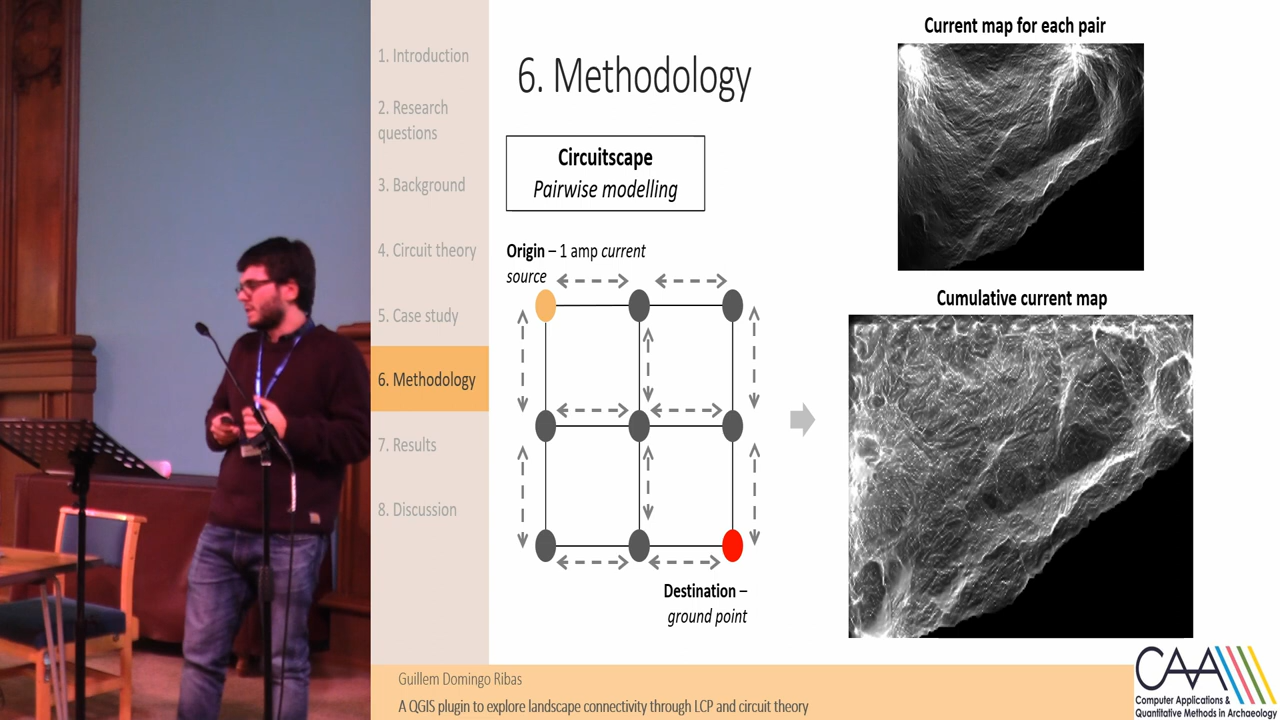 1. Introduction
2. Research
questions
3. Background
4. Circuit theory
5. Case study
6. Methodology
7. Results
8. Discussion
6. Methodology
Circuitscape
Pairwise modelling
Origin – 1 amp current
source
Destination –
ground point
Current map for each pair
Cumulative current map
Guillem Domingo Ribas
A QGIS plugin to explore landscape connectivity through LCP and circuit theory
CAA
Computer Applications &
Quantitative Methods in Archaeology